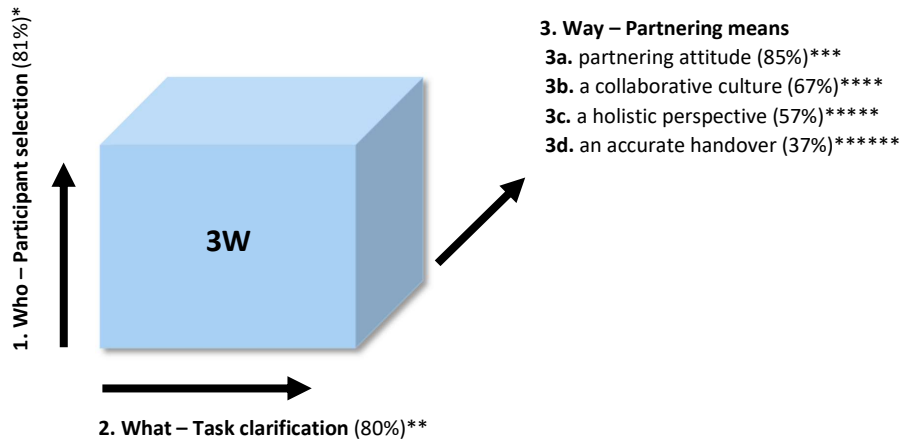 1. Who – Participant selection (81%)*
3. Way – Partnering means
3a. partnering attitude (85%)***
3b. a collaborative culture (67%)****
3c. a holistic perspective (57%)*****
3d. an accurate handover (37%)******
3W
2. What – Task clarification (80%)**